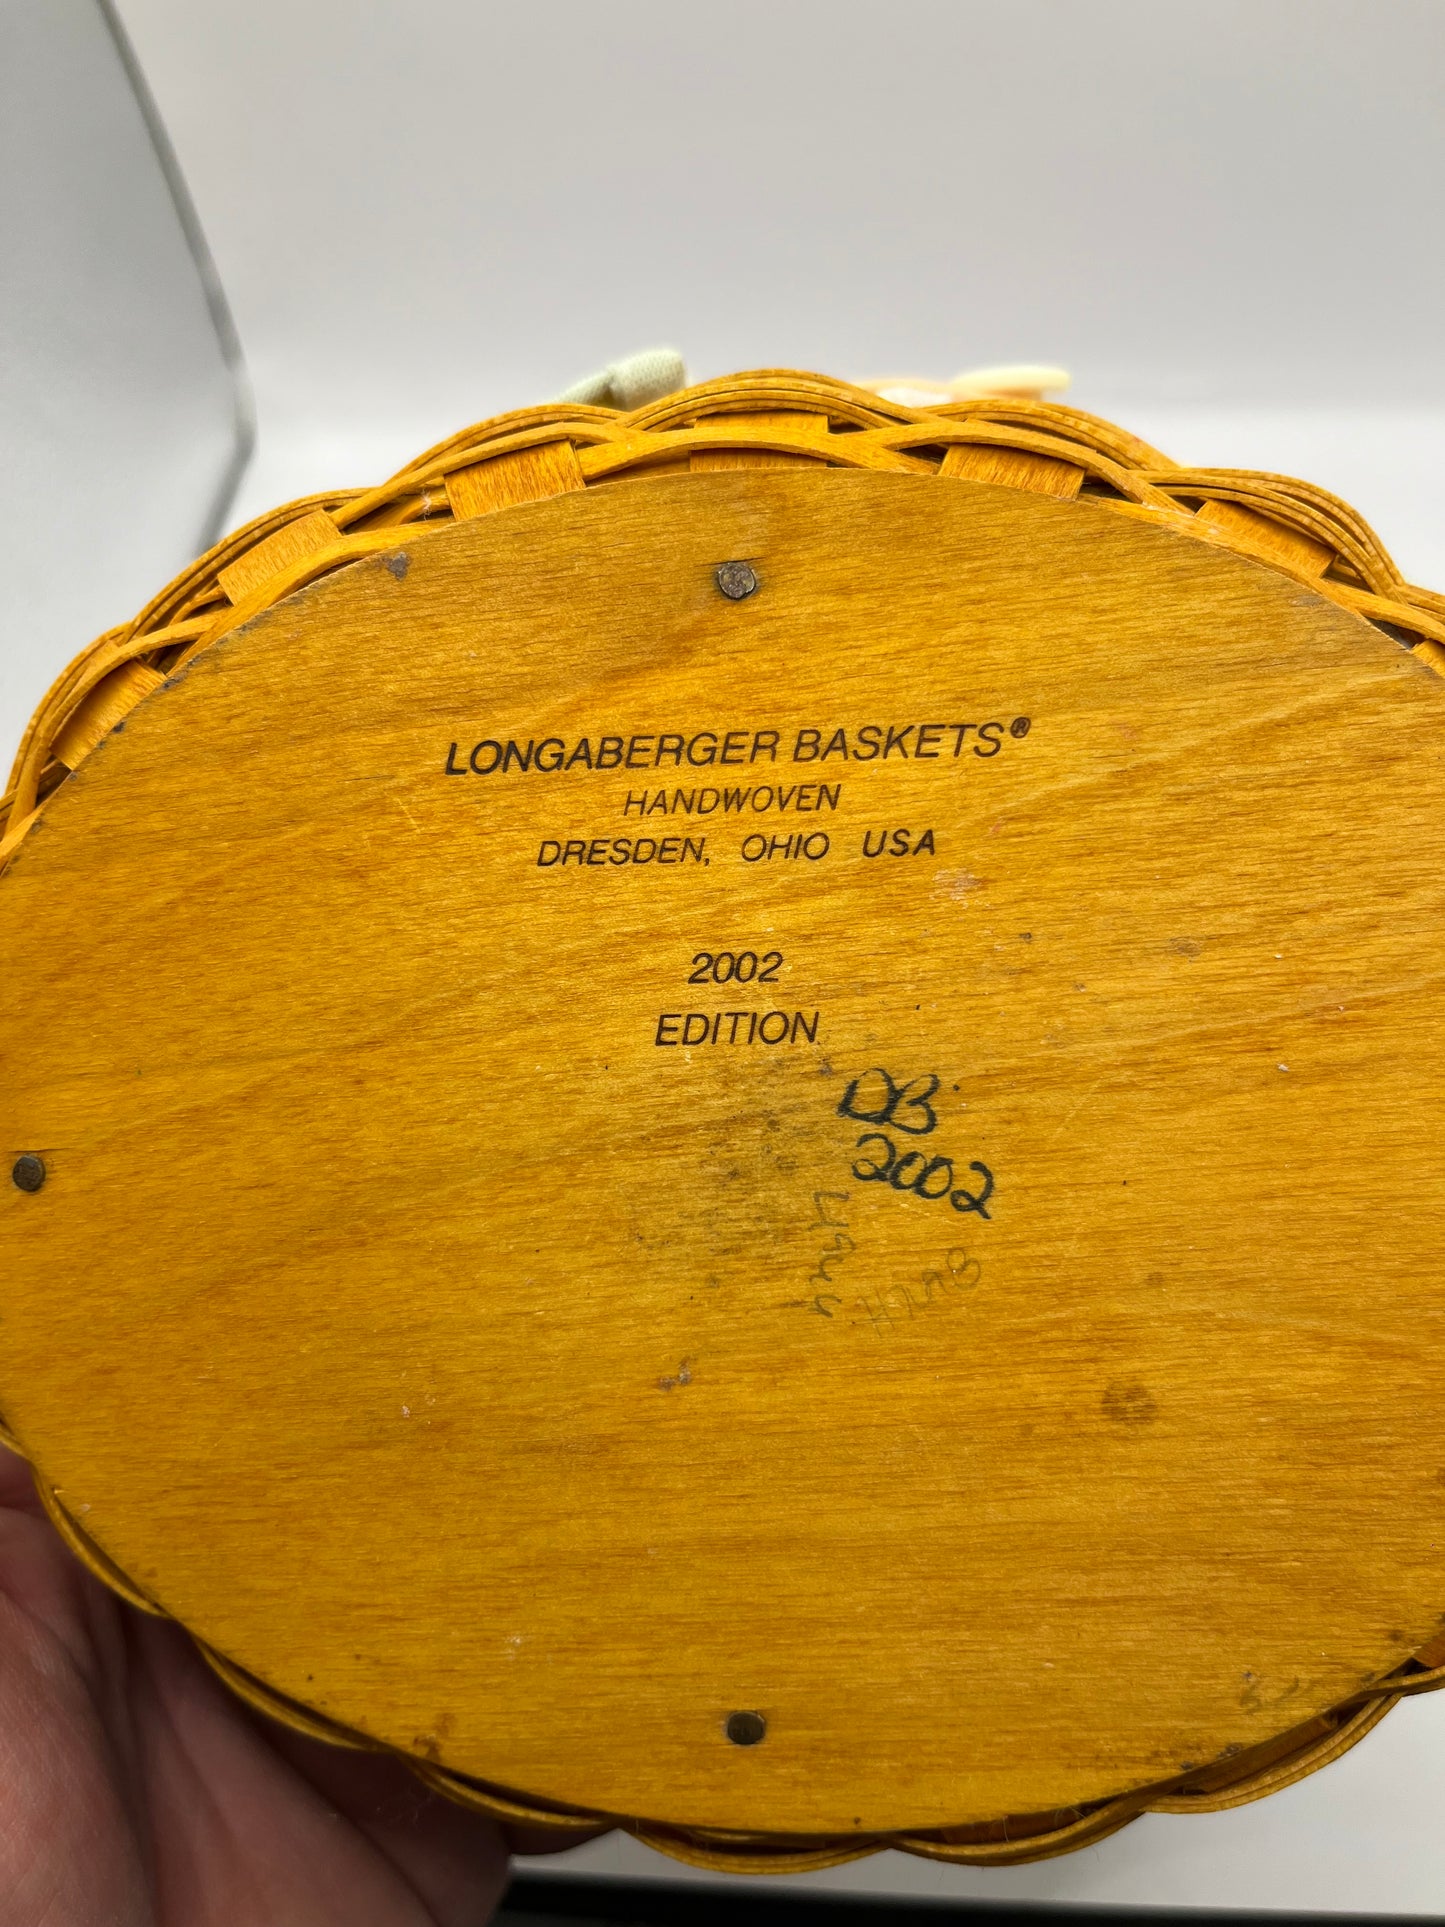 LONGABERGER BASKETS®
HANDWOVEN
DRESDEN, OHIO USA
2002
EDITION
DB
2002